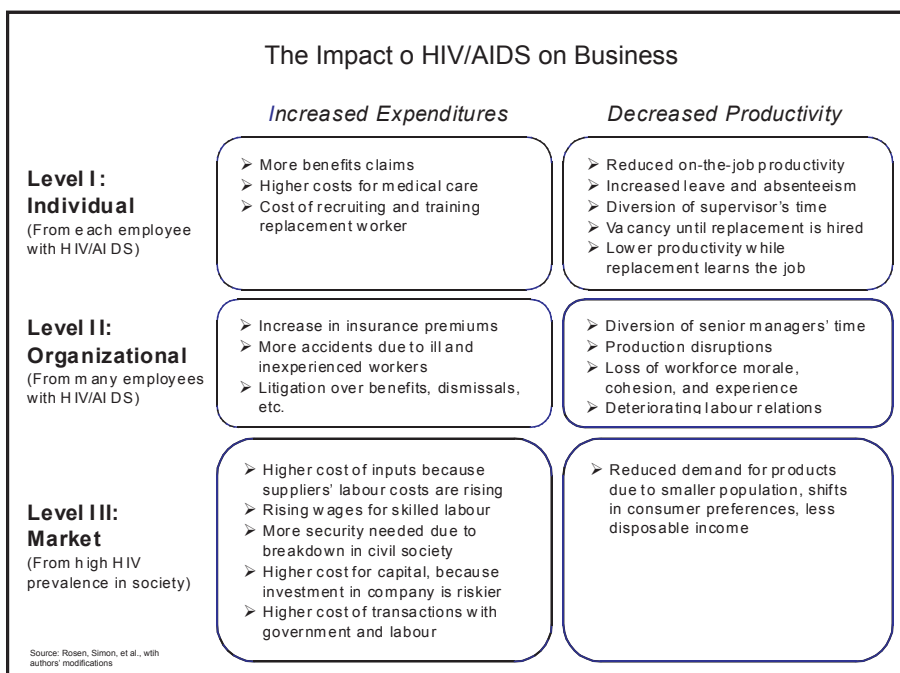 The Impact o HIV/AIDS on Business
Increased Expenditures
Decreased Productivity
Level I:
Individual
(From each employee
with HIV/AIDS)
➢ More benefits claims
➢ Higher costs for medical care
➢ Cost of recruiting and training
replacement worker
➢ Reduced on-the-job productivity
➢ Increased leave and absenteeism
➢ Diversion of supervisor's time
➢ Vacancy until replacement is hired
➢ Lower productivity while
replacement learns the job
Level II:
Organizational
(From many employees
with HIV/AIDS)
➢ Increase in insurance premiums
➢ More accidents due to ill and
inexperienced workers
➢ Litigation over benefits, dismissals,
etc.
➢ Diversion of senior managers' time
➢ Production disruptions
➢ Loss of workforce morale,
cohesion, and experience
➢ Deteriorating labour relations
Level III:
Market
(From high HIV
prevalence in society)
➢ Higher cost of inputs because
suppliers' labour costs are rising
➢ Rising wages for skilled labour
➢ More security needed due to
breakdown in civil society
➢ Higher cost for capital, because
investment in company is riskier
➢ Higher cost of transactions with
government and labour
➢ Reduced demand for products
due to smaller population, shifts
in consumer preferences, less
disposable income
Source: Rosen, Simon, et al., wtih
authors' modifications